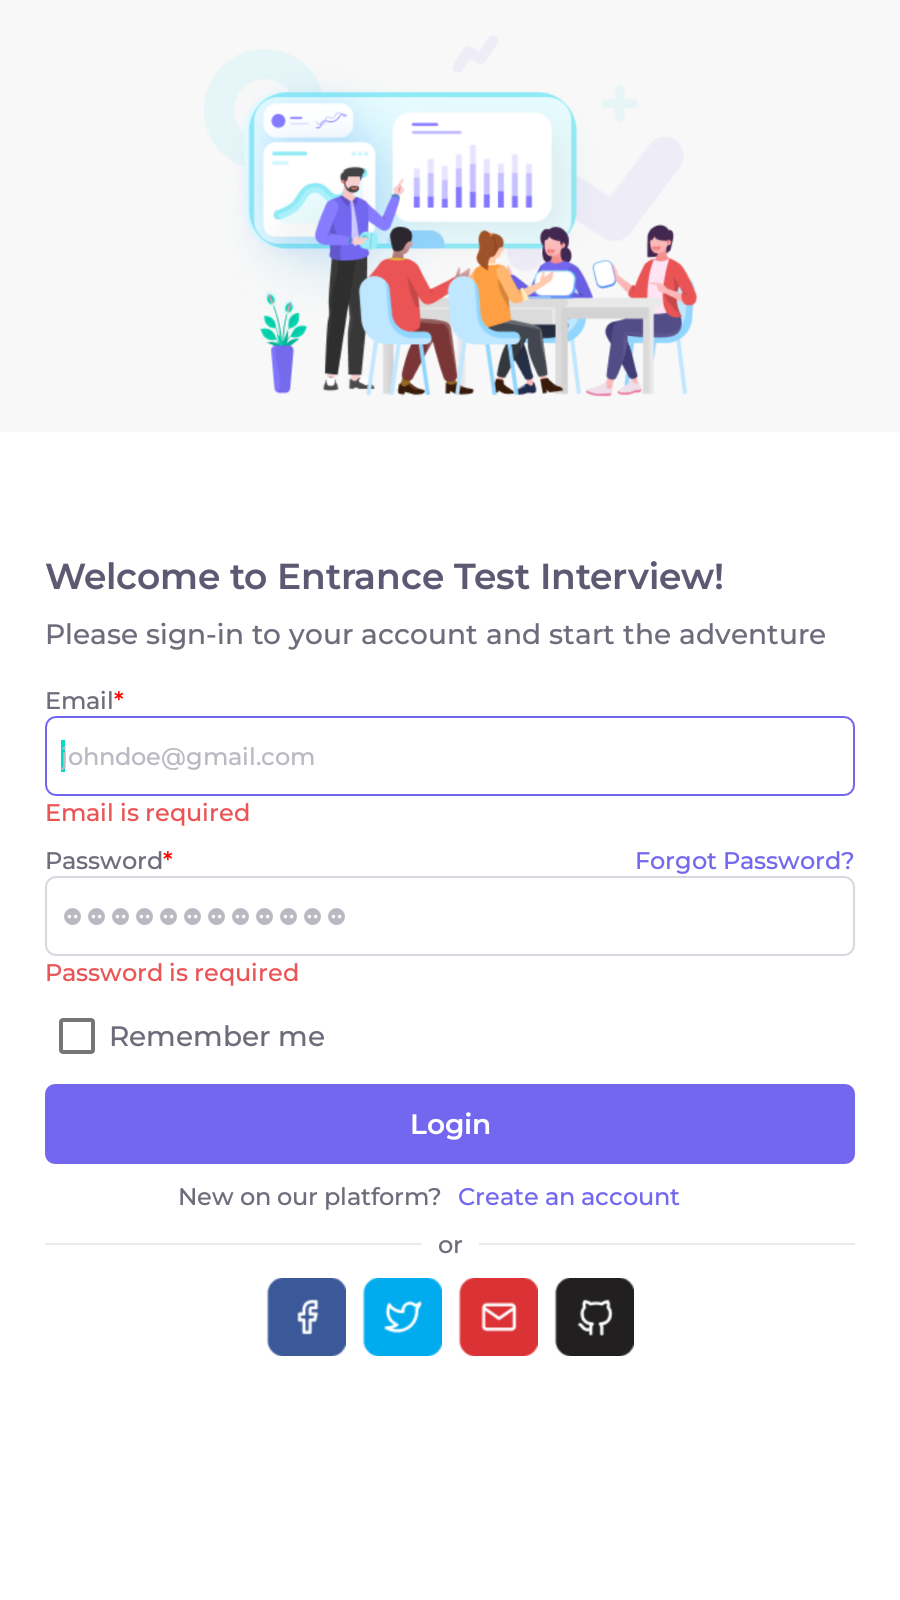 Welcome to Entrance Test Interview!
Please sign-in to your account and start the adventure
Email*
johndoe@gmail.com
Email is required
Password* Forgot Password?
Password is required
Remember me
Login
New on our platform? Create an account
or